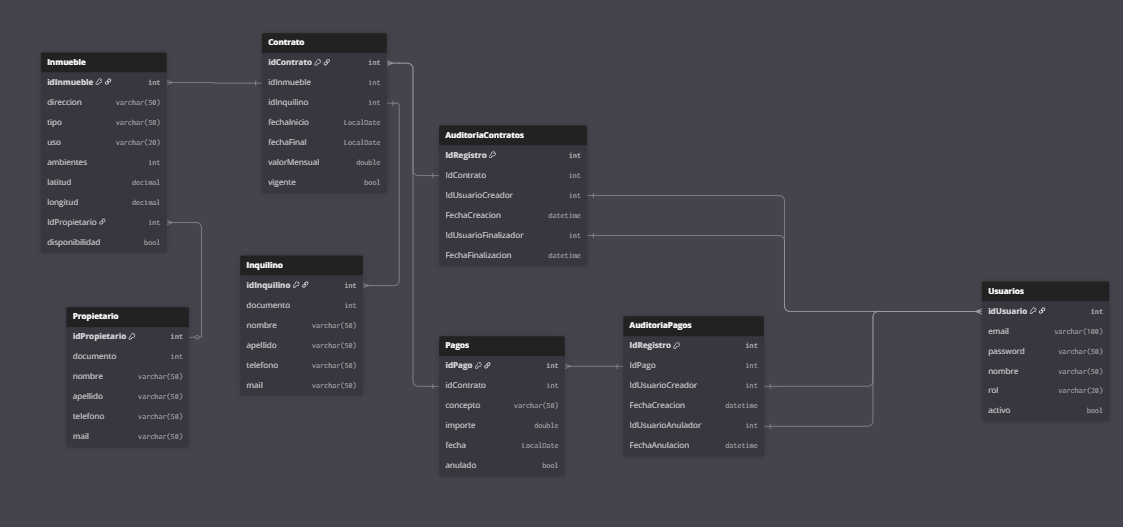 Inmueble
idInmueble int
direccion varchar(50)
tipo varchar(50)
uso varchar(20)
ambientes int
latitud decimal
longitud decimal
IdPropietario int
disponibilidad bool
Contrato
idContrato int
idInmueble int
idInquilino int
fechaInicio LocalDate
fechaFinal LocalDate
valorMensual double
vigente bool
AuditoriaContratos
IdRegistro int
IdContrato int
IdUsuarioCreador int
FechaCreacion datetime
IdUsuarioFinalizador int
FechaFinalizacion datetime
Inquilino
idInquilino int
documento int
nombre varchar(50)
apellido varchar(50)
telefono varchar(50)
mail varchar(50)
Propietario
idPropietario int
documento int
nombre varchar(50)
apellido varchar(50)
telefono varchar(50)
mail varchar(50)
Pagos
idPago int
idContrato int
concepto varchar(50)
importe double
fecha LocalDate
anulado bool
AuditoriaPagos
IdRegistro int
IdPago int
IdUsuarioCreador int
FechaCreacion datetime
IdUsuarioAnulador int
FechaAnulacion datetime
Usuarios
idUsuario int
email varchar(100)
password varchar(50)
nombre varchar(50)
rol varchar(20)
activo bool